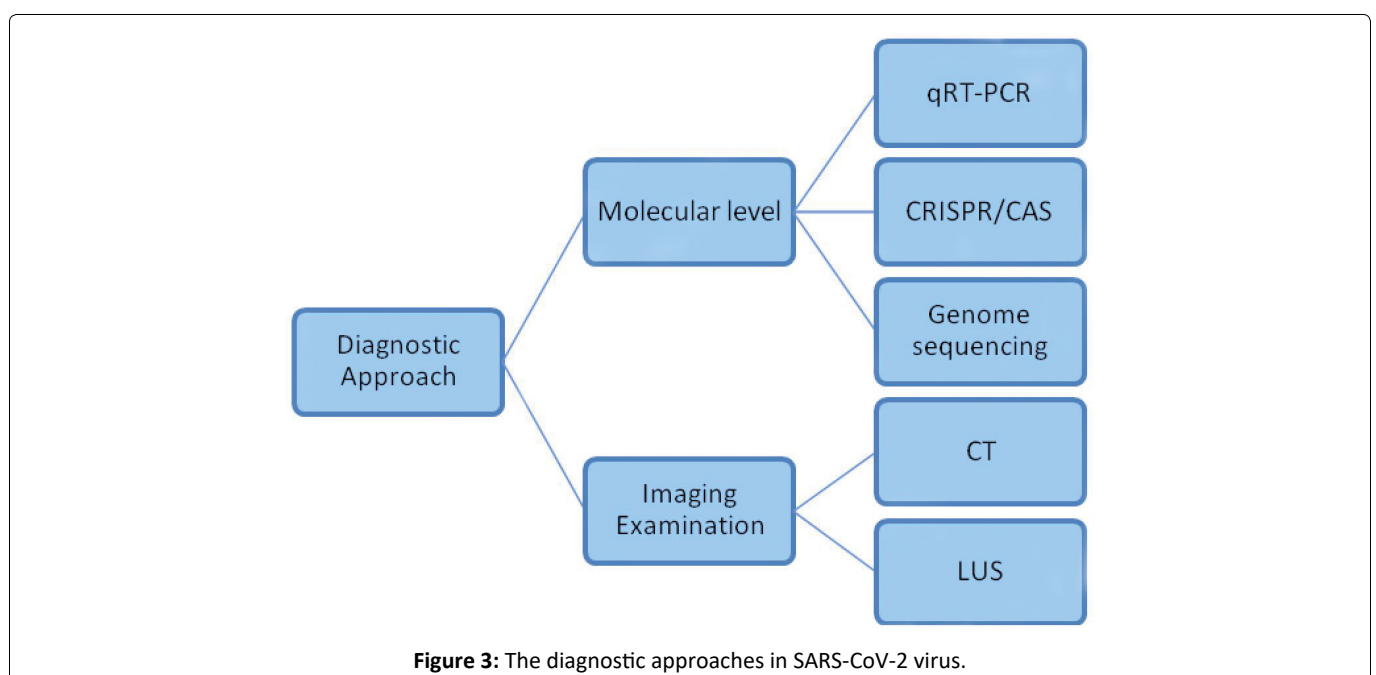 qRT-PCR
Molecular level
CRISPR/CAS
Genome
sequencing
Diagnostic
Approach
CT
Imaging
Examination
LUS
Figure 3: The diagnostic approaches in SARS-CoV-2 virus.